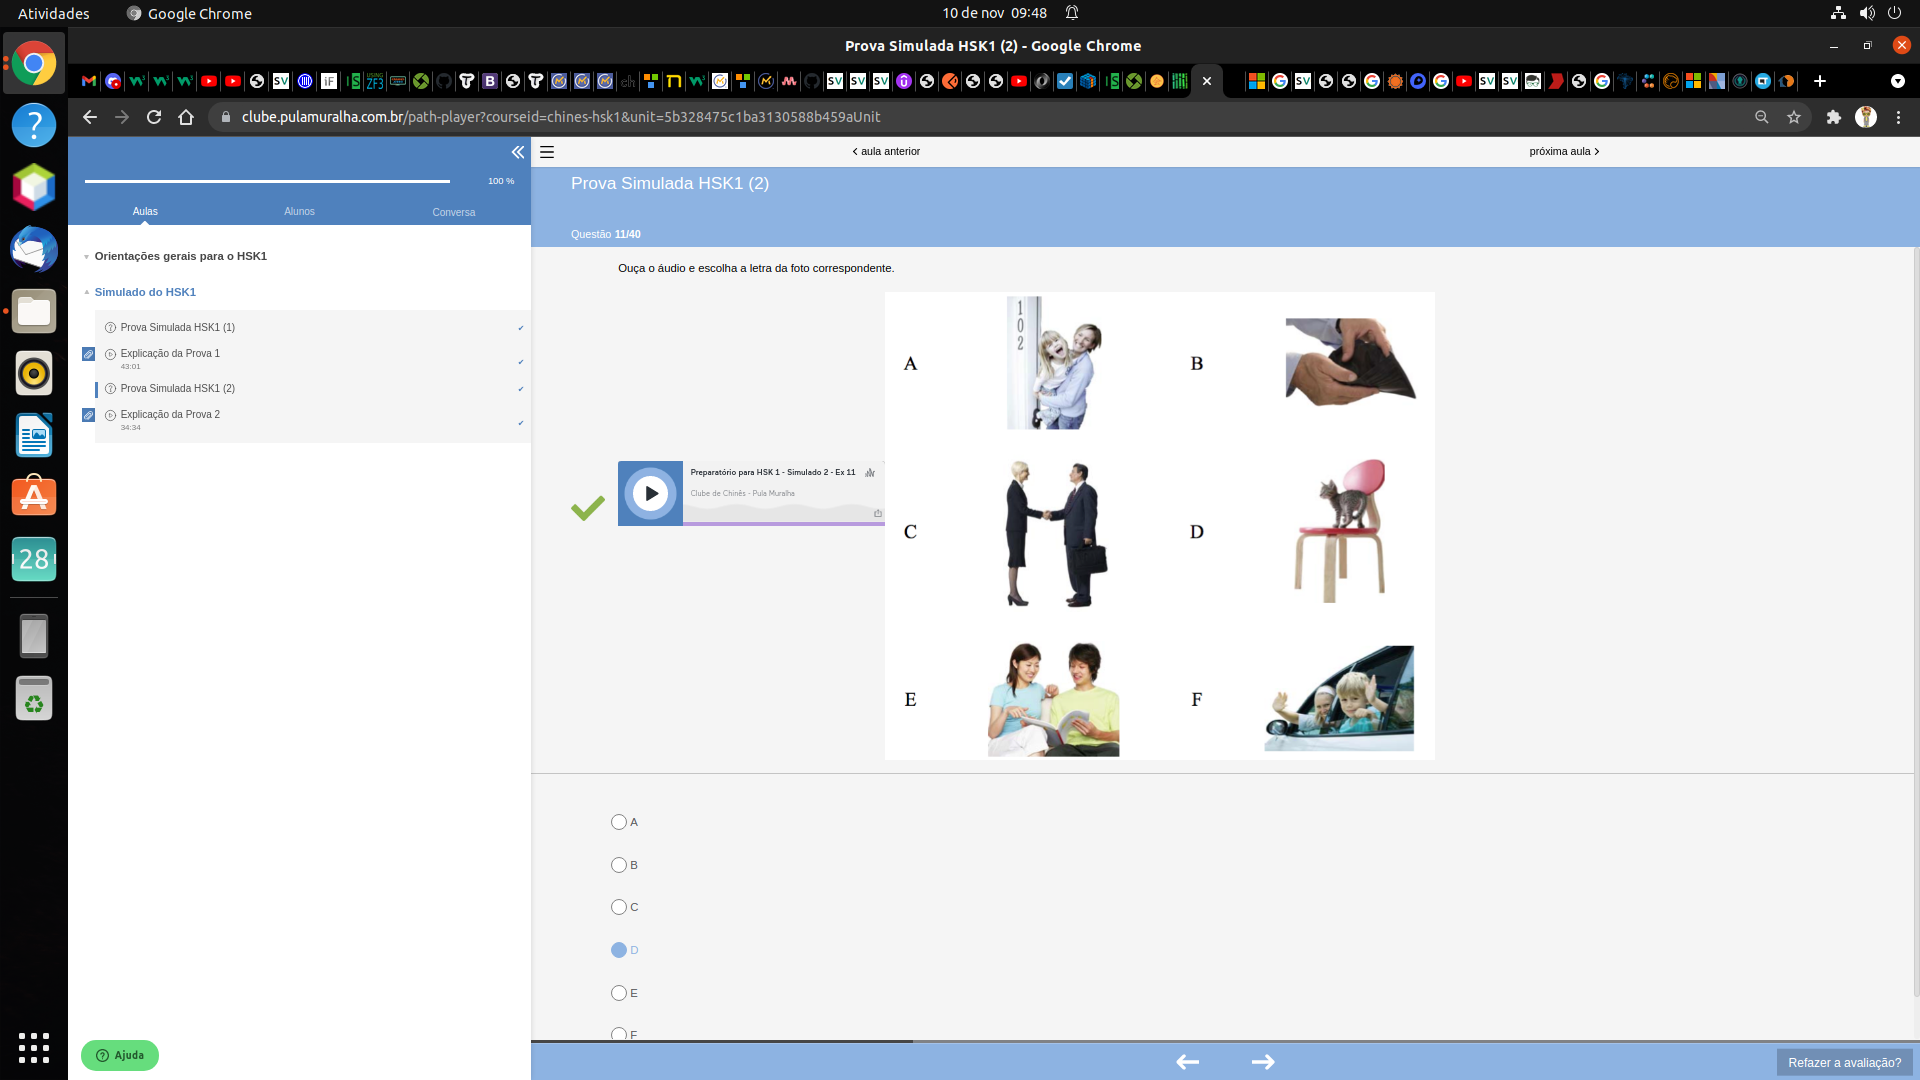 Atividades
Google Chrome
10 de nov 09:48
Prova Simulada HSK1 (2) - Google Chrome
clube.pulamuralha.com.br/path-player?courseid=chines-hsk1&unit=5b328475c1ba3130588b459aUnit
100 %
Aulas
Alunos
Conversa
Orientações gerais para o HSK1
Simulado do HSK1
Prova Simulada HSK1 (1)
Explicação da Prova 1
43:01
Prova Simulada HSK1 (2)
Explicação da Prova 2
34:34
Ajuda
28
aula anterior
próxima aula
Prova Simulada HSK1 (2)
Questão 11/40
Ouça o áudio e escolha a letra da foto correspondente.
Preparatório para HSK 1 - Simulado 2 - Ex 11
Clube de Chinês - Pula Muralha
102
A
B
C
D
E
F
A
B
C
D
E
F
Refazer a avaliação?